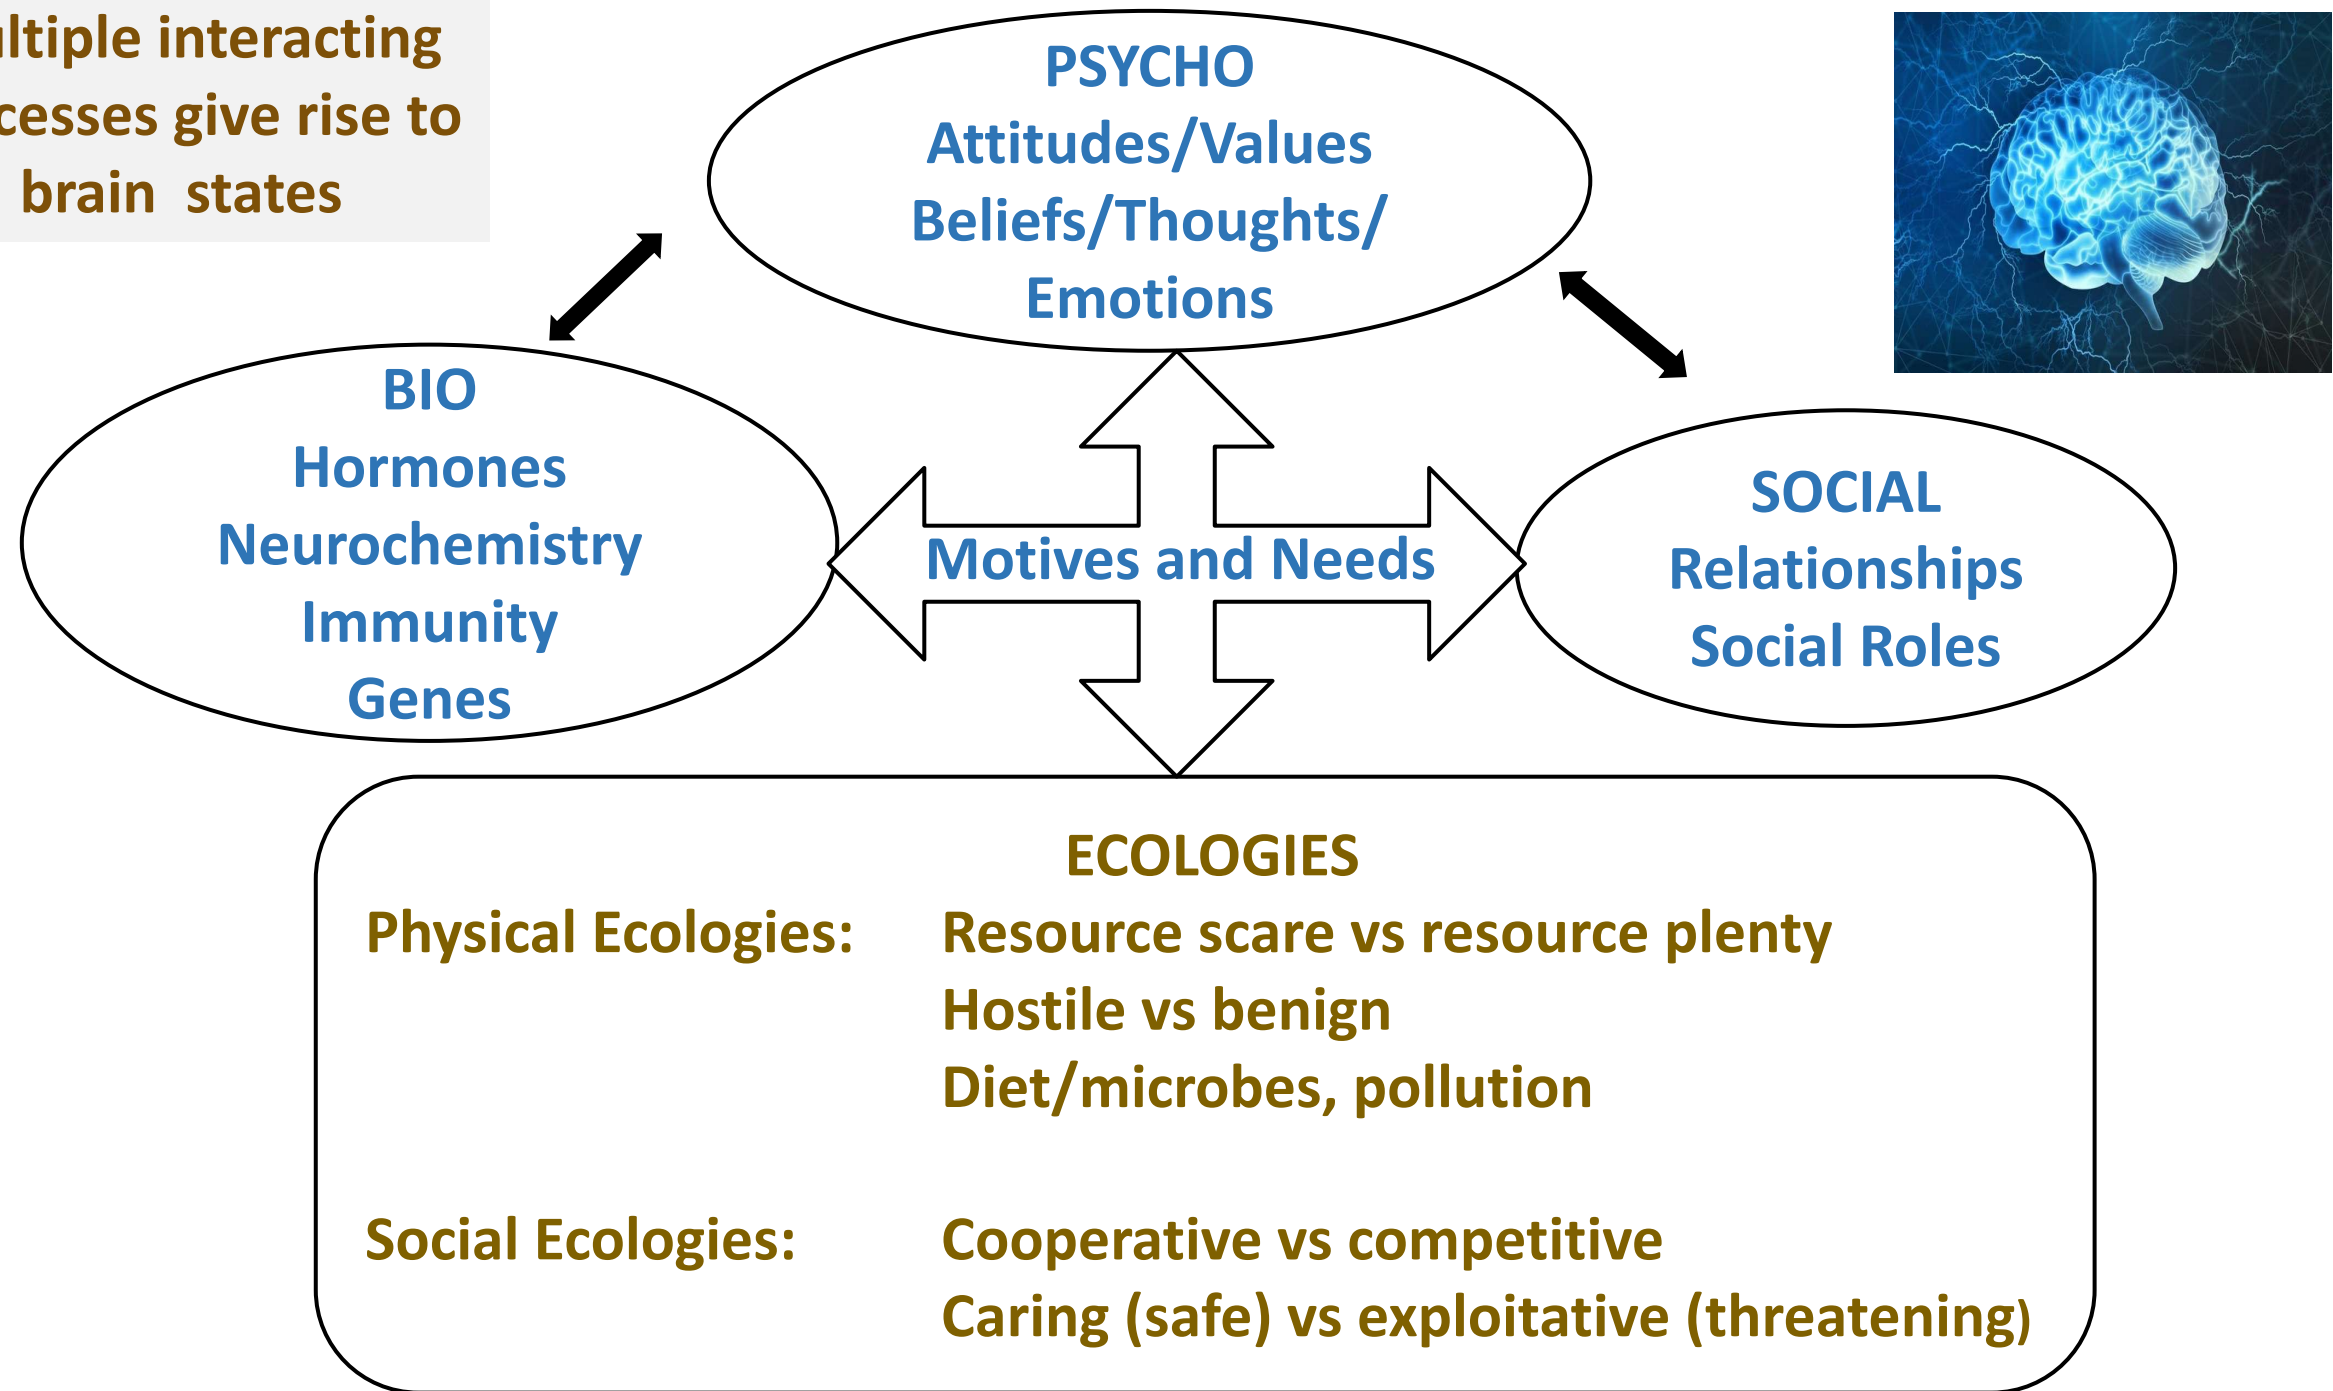 ultiple interacting
cesses give rise to
brain states
PSYCHO
Attitudes/Values
Beliefs/Thoughts/
Emotions
BIO
Hormones
Neurochemistry
Immunity
Genes
Motives and Needs
SOCIAL
Relationships
Social Roles
ECOLOGIES
Physical Ecologies: Resource scare vs resource plenty
Hostile vs benign
Diet/microbes, pollution
Social Ecologies: Cooperative vs competitive
Caring (safe) vs exploitative (threatening)